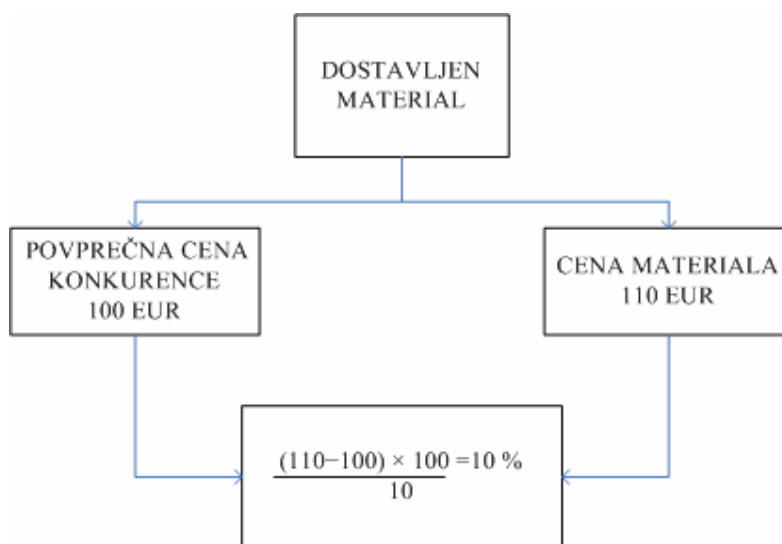 DOSTAVLJEN
MATERIAL
POVPREČNA CENA
KONKURENCE
100 EUR
CENA MATERIALA
110 EUR
(110−100) × 100 =10 %
10